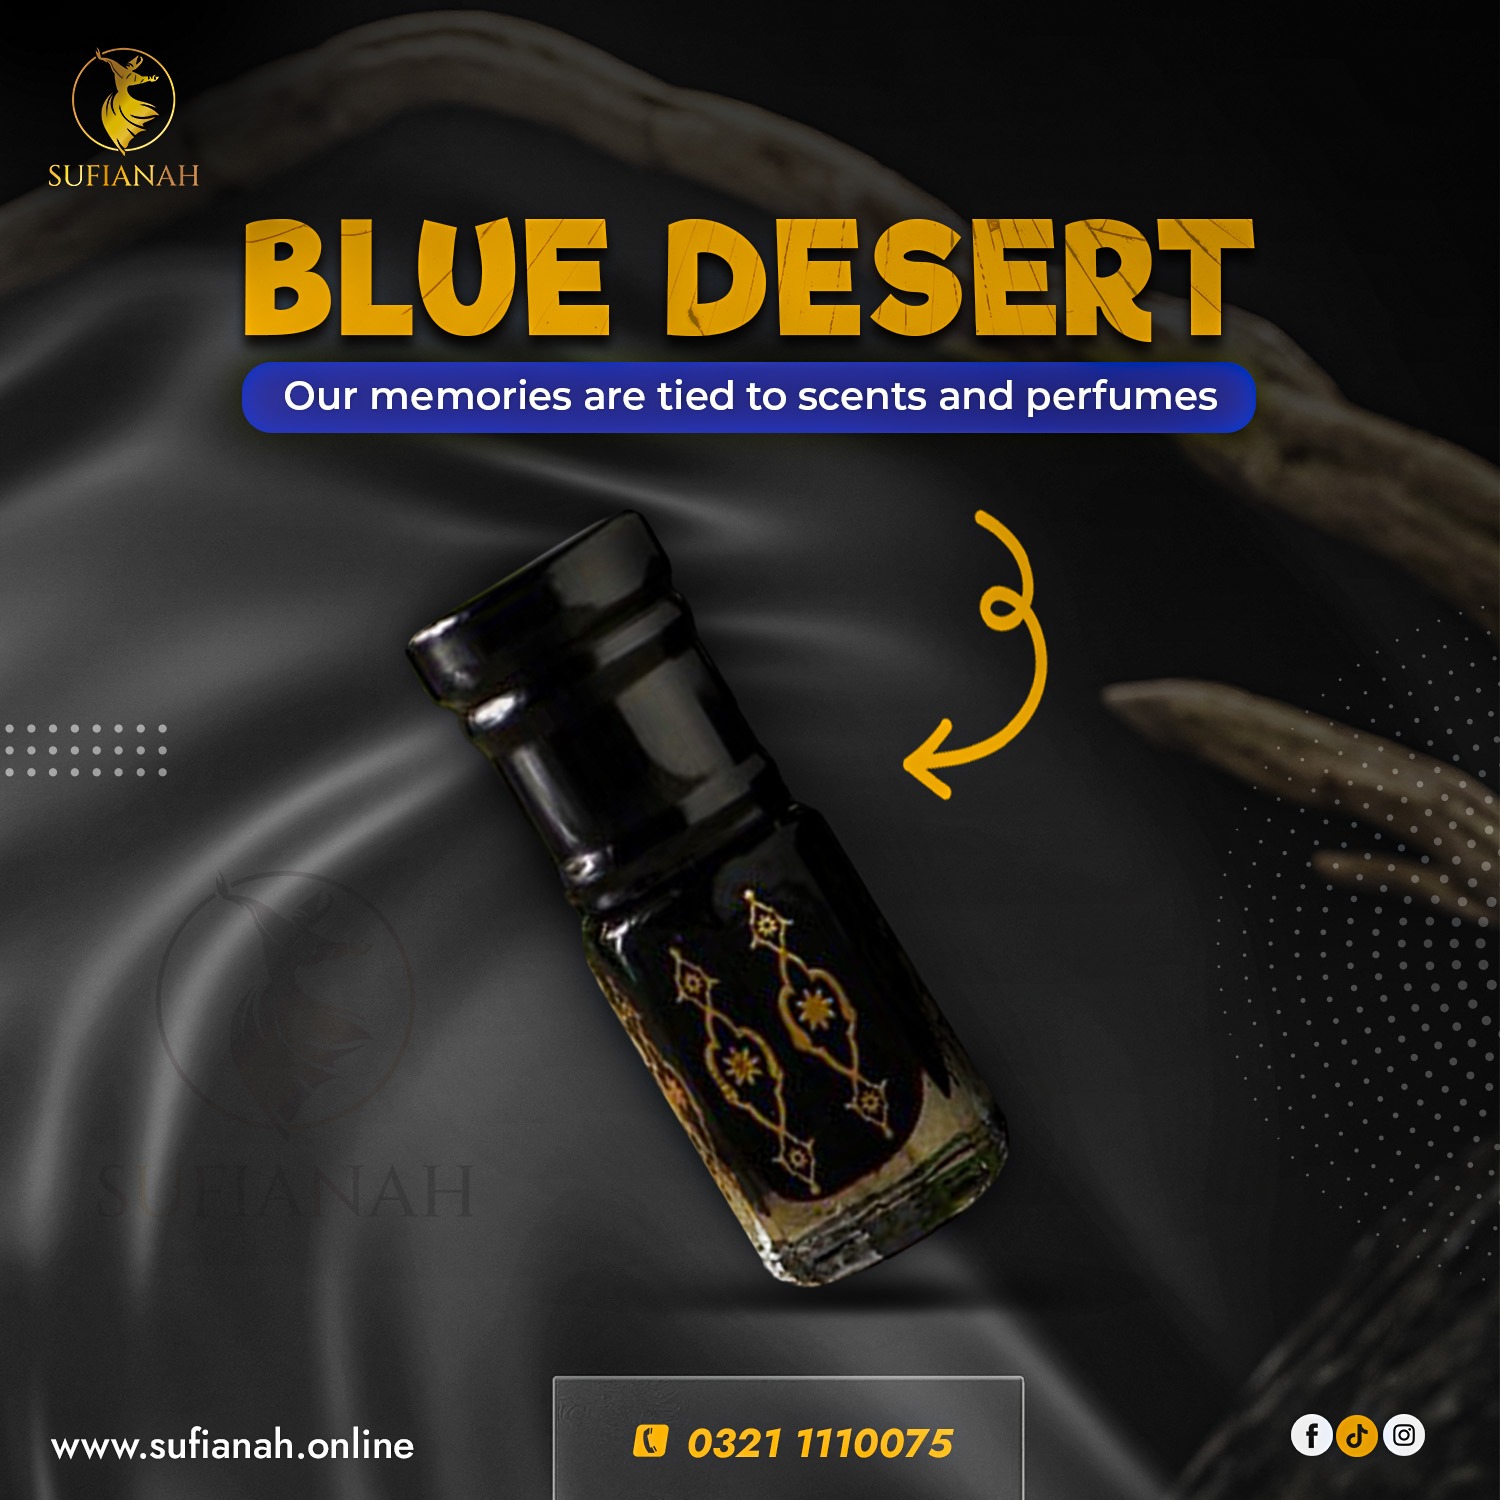 SUFIANAH
BLUE DESERT
Our memories are tied to scents and perfumes
SUFIANAH
www.sufianah.online
0321 1110075